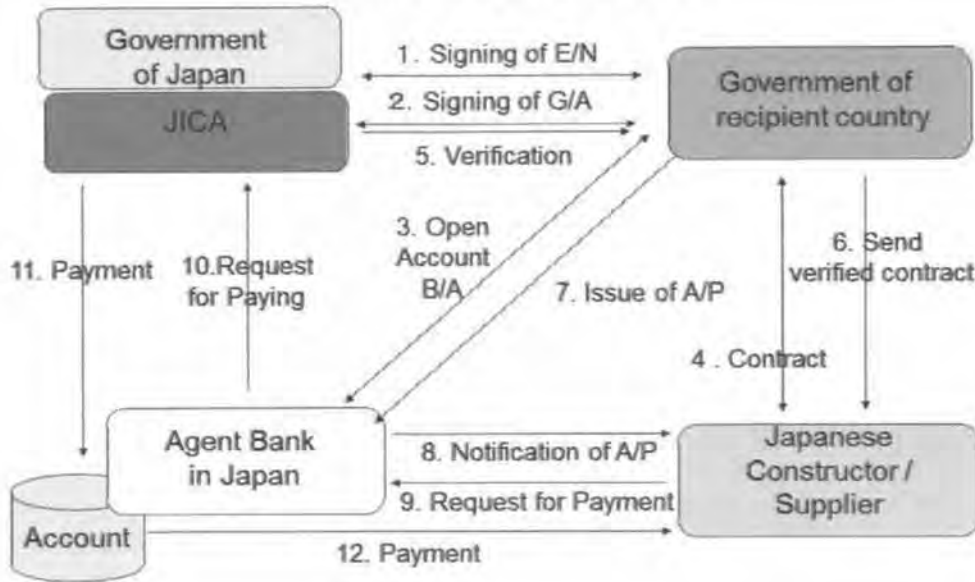 Government
of Japan
JICA
1. Signing of E/N
2. Signing of G/A
5. Verification
Government of
recipient country
3. Open
Account
B/A
6. Send
verified contract
7. Issue of A/P
11. Payment
10.Request
for Paying
4 . Contract
Agent Bank
in Japan
8. Notification of A/P
9. Request for Payment
Japanese
Constructor /
Supplier
Account
12. Payment